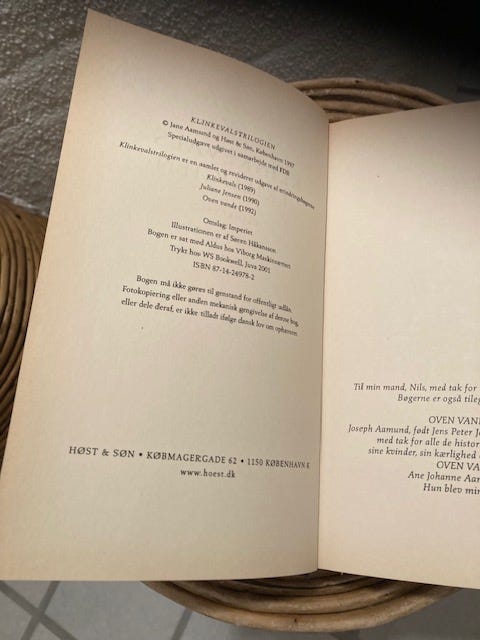 KLINKEVALSTRILOGIEN
© Jane Aamund og Høst & Søn, København 1997
Specialudgave udgivet i samarbejde med FDB
Klinkevalstrilogien er en samlet og revideret udgave af erindringsbøgerne
Klinkevals (1989)
Juliane Jensen (1990)
Oven vande (1992)
Omslag: Imperiet
Illustrationen er af Søren Håkansson
Bogen er sat med Aldus hos Viborg Maskinsætteri
Trykt hos WS Bookwell, Juva 2001
ISBN 87-14-24978-2
Bogen må ikke gøres til genstand for offentligt udlån.
Fotokopiering eller anden mekanisk gengivelse af denne bog,
eller dele deraf, er ikke tilladt ifølge dansk lov om ophavsret.
HØST & SØN • KØBMAGERGADE 62 • 1150 KØBENHAVN K
www.hoest.dk
Til min mand, Nils, med tak for
Bøgerne er også tileg
OVEN VAND
Joseph Aamund, født Jens Peter Je
med tak for alle de histor
sine kvinder, sin kærlighed
OVEN VA
Ane Johanne Aar
Hun blev min